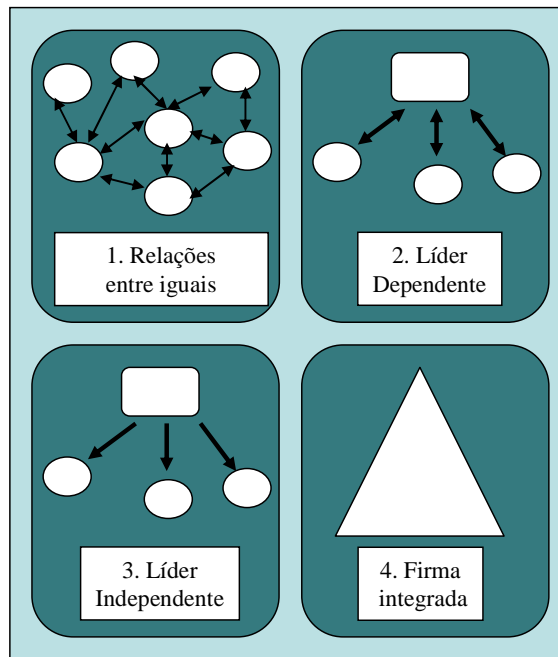 1. Relações
entre iguais
2. Líder
Dependente
3. Líder
Independente
4. Firma
integrada